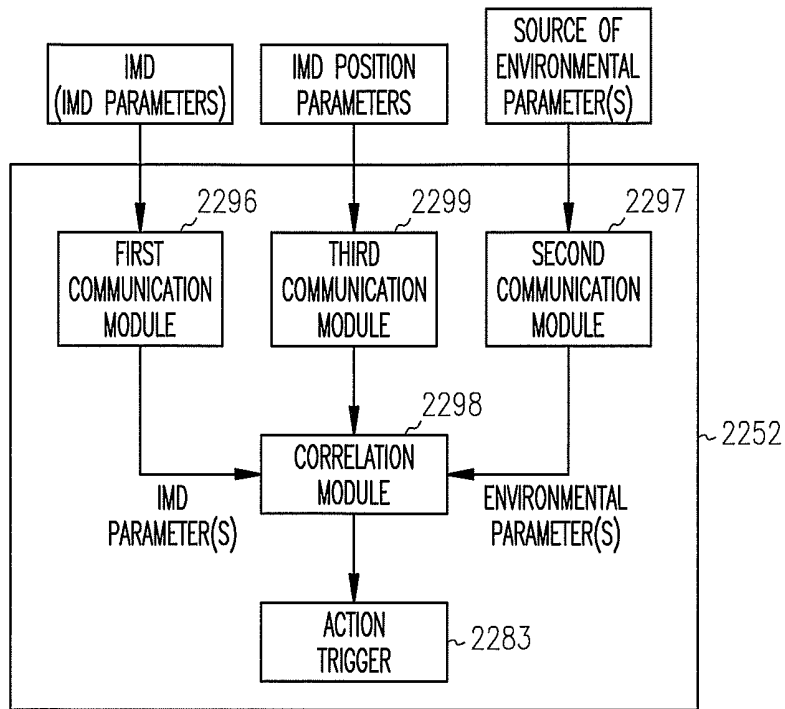 IMD
(IMD PARAMETERS)
IMD POSITION
PARAMETERS
SOURCE OF
ENVIRONMENTAL
PARAMETER(S)
2296
FIRST
COMMUNICATION
MODULE
2299
THIRD
COMMUNICATION
MODULE
2297
SECOND
COMMUNICATION
MODULE
2298
CORRELATION
MODULE
2252
IMD
PARAMETER(S)
ENVIRONMENTAL
PARAMETER(S)
ACTION
TRIGGER
2283